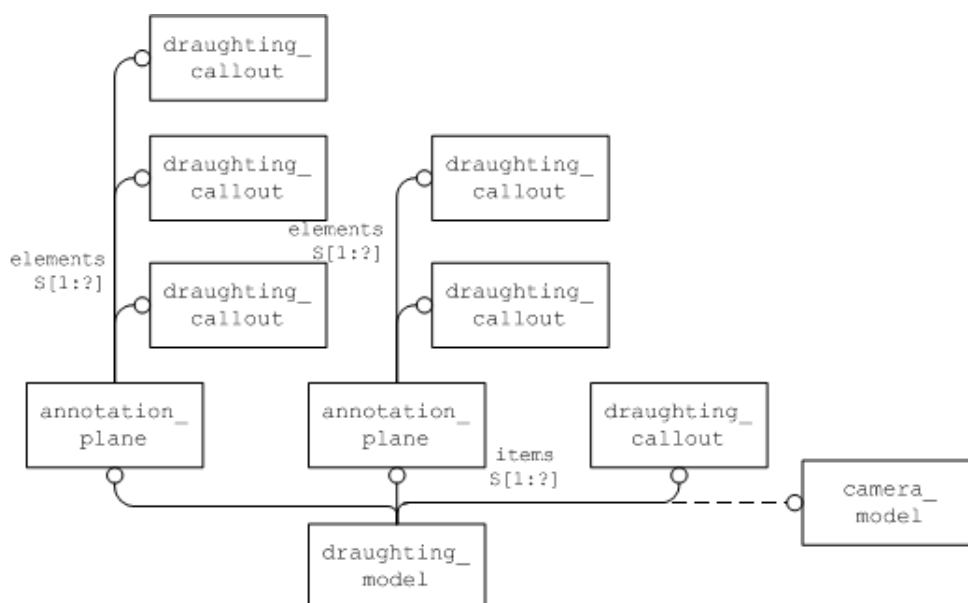 draughting_
callout
draughting_
callout
draughting_
callout
elements
S[1:?]
elements
S[1:?]
draughting_
callout
draughting_
callout
annotation_
plane
annotation_
plane
draughting_
callout
items
S[1:?]
camera_
model
draughting_
model